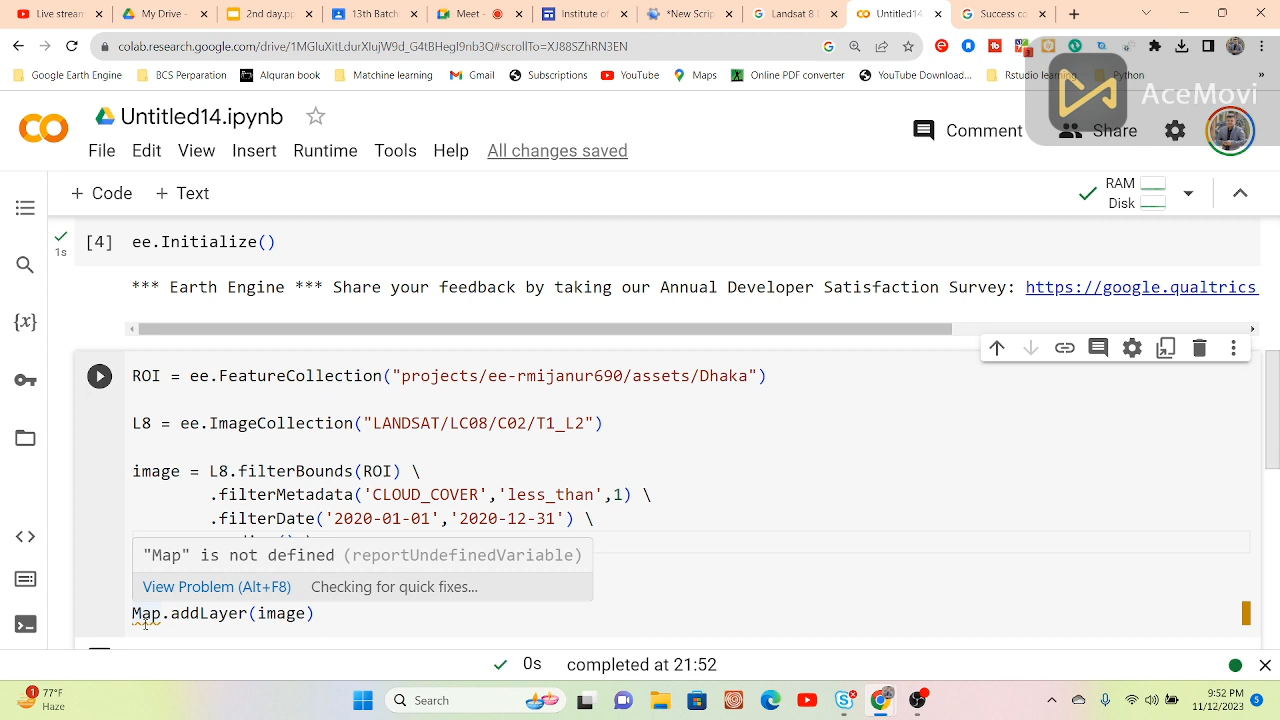 Live strear
My Drive -
2nd day.pp
13th Batch
Meet -
Institute of
*New Scrip
Landsat 8 D
Untitled14
Success co
colab.research.google.com
Google Earth Engine
BCS Perparation
Alquran book
Matchine learning
Gmail
Subscriptions
YouTube
Maps
Online PDF converter
YouTube Download...
Rstudio learning
Python
»
AceMovi
Untitled14.ipynb
Comment
Share
File Edit View Insert Runtime Tools Help All changes saved
+ Code + Text
RAM
Disk
1s
[4] ee.Initialize()
*** Earth Engine *** Share your feedback by taking our Annual Developer Satisfaction Survey: https://google.qualtrics.
ROI = ee.FeatureCollection("projects/ee-rmijanur690/assets/Dhaka")
L8 = ee.ImageCollection("LANDSAT/LC08/C02/T1_L2")
image = L8.filterBounds(ROI) \
.filterMetadata('CLOUD_COVER','less_than',1) \
.filterDate('2020-01-01','2020-12-31') \
"Map" is not defined (reportUndefinedVariable)
View Problem (Alt+F8) Checking for quick fixes...
Map.addLayer(image)
0s completed at 21:52
1
77°F
Haze
Search
9:52 PM
11/12/2023
5